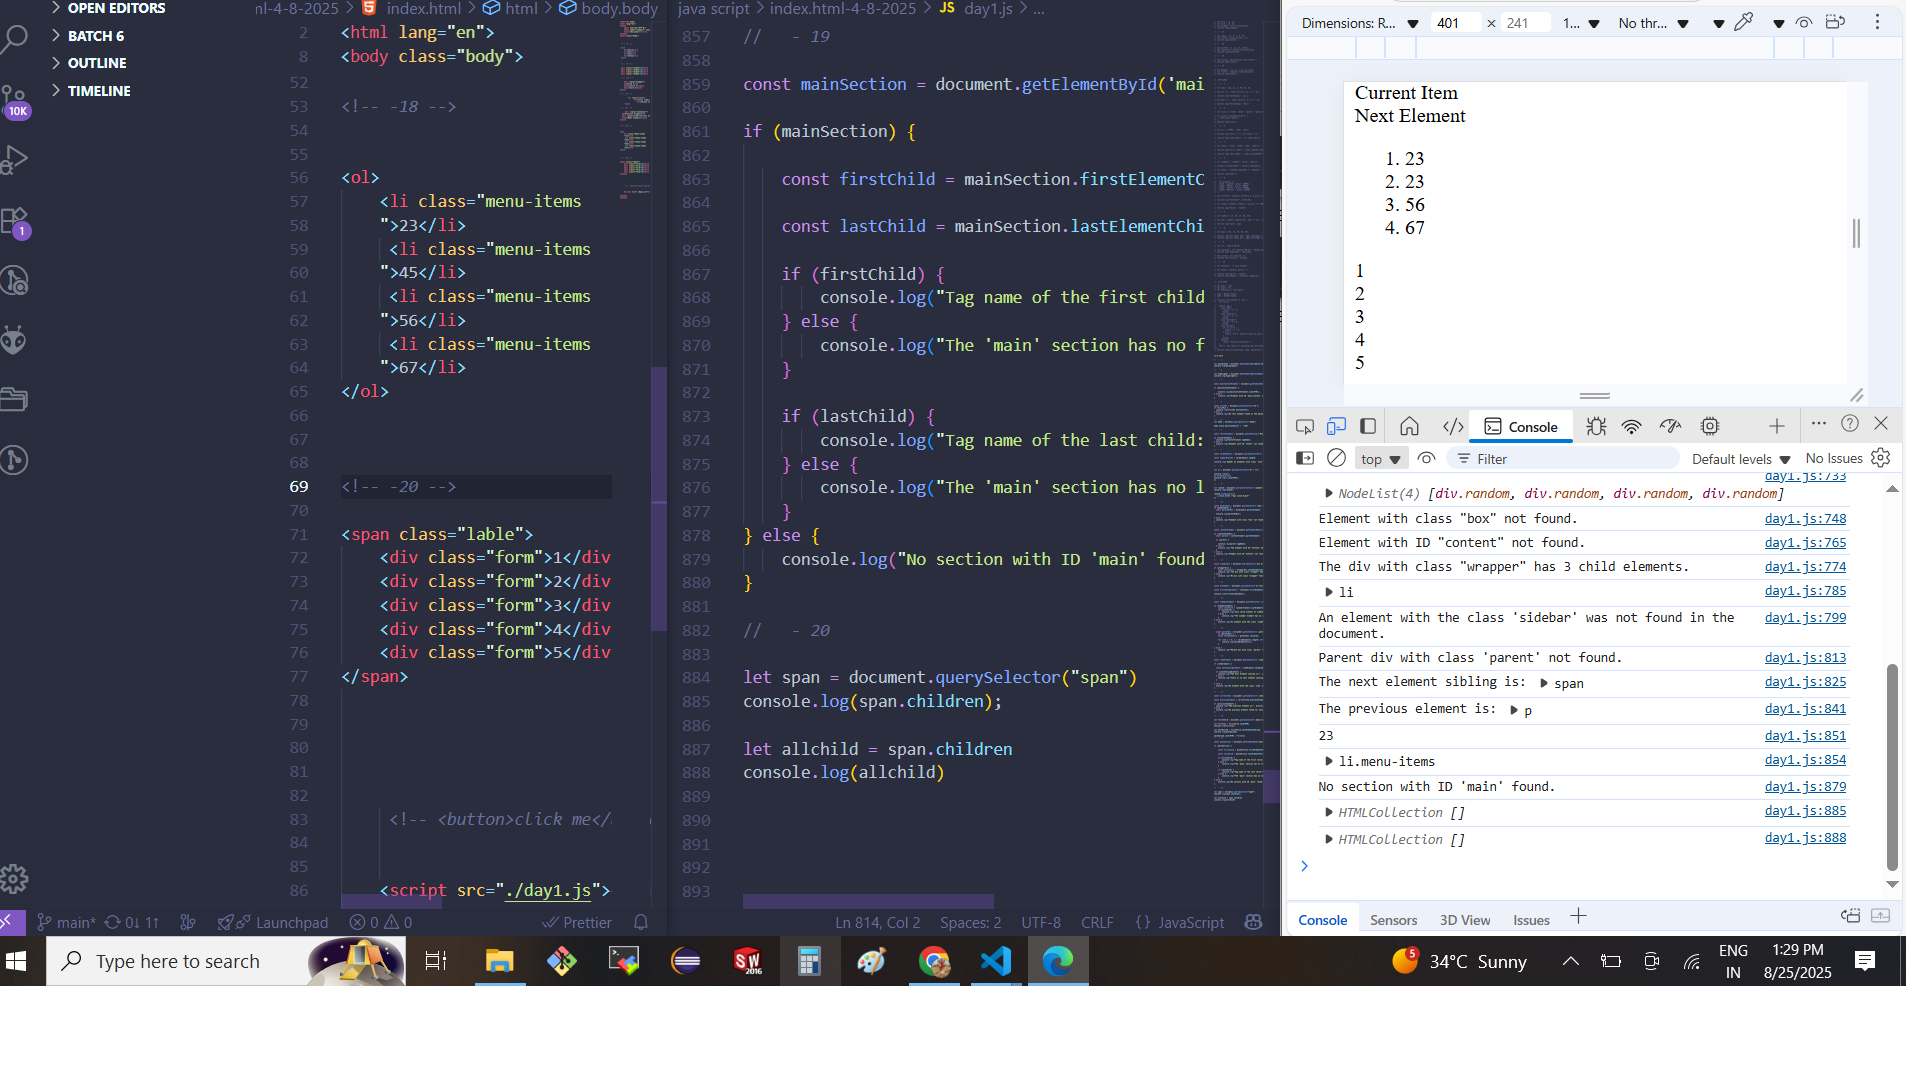 OPEN EDITORS
BATCH 6
OUTLINE
TIMELINE
10K
1
ml-4-8-2025 > index.html > html > body.body
2 <html lang="en">
8 <body class="body">
52
53 <!-- -18 -->
54
55
56 <ol>
57 <li class="menu-items
58 ">23</li>
59 <li class="menu-items
60 ">45</li>
61 <li class="menu-items
62 ">56</li>
63 <li class="menu-items
64 ">67</li>
65 </ol>
66
67
68
69 <!-- -20 -->
70
71 <span class="lable">
72 <div class="form">1</div
73 <div class="form">2</div
74 <div class="form">3</div
75 <div class="form">4</div
76 <div class="form">5</div
77 </span>
78
79
80
81
82
83 <!-- <button>click me</
84
85
86 <script src="./day1.js">
java script > index.html-4-8-2025 > JS day1.js > ...
857 // - 19
858
859 const mainSection = document.getElementById('mai
860
861 if (mainSection) {
862
863 const firstChild = mainSection.firstElementC
864
865 const lastChild = mainSection.lastElementChi
866
867 if (firstChild) {
868 console.log("Tag name of the first child
869 } else {
870 console.log("The 'main' section has no f
871 }
872
873 if (lastChild) {
874 console.log("Tag name of the last child:
875 } else {
876 console.log("The 'main' section has no l
877 }
878 } else {
879 console.log("No section with ID 'main' found
880 }
881
882 // - 20
883
884 let span = document.querySelector("span")
885 console.log(span.children);
886
887 let allchild = span.children
888 console.log(allchild)
889
890
891
892
893
main* 0↓ 1↑ Launchpad 0 0 Prettier
Ln 814, Col 2 Spaces: 2 UTF-8 CRLF {} JavaScript
Dimensions: R... 401 × 241 1... No thr...
Current Item
Next Element
1. 23
2. 23
3. 56
4. 67
1
2
3
4
5
Console
top Filter Default levels No Issues
day1.js:733
NodeList(4) [div.random, div.random, div.random, div.random]
Element with class "box" not found. day1.js:748
Element with ID "content" not found. day1.js:765
The div with class "wrapper" has 3 child elements. day1.js:774
li day1.js:785
An element with the class 'sidebar' was not found in the day1.js:799
document.
Parent div with class 'parent' not found. day1.js:813
The next element sibling is: span day1.js:825
The previous element is: p day1.js:841
23 day1.js:851
li.menu-items day1.js:854
No section with ID 'main' found. day1.js:879
HTMLCollection [] day1.js:885
HTMLCollection [] day1.js:888
Console Sensors 3D View Issues
Type here to search
SW
2016
5
34°C Sunny
ENG
IN
1:29 PM
8/25/2025